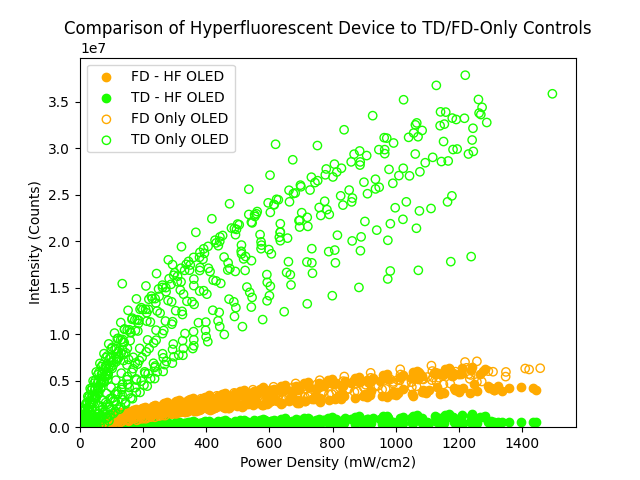 Comparison of Hyperfluorescent Device to TD/FD-Only Controls
1e7
FD - HF OLED
TD - HF OLED
FD Only OLED
TD Only OLED
3.5
3.0
2.5
2.0
1.5
1.0
0.5
0.0
Intensity (Counts)
0 200 400 600 800 1000 1200 1400
Power Density (mW/cm2)